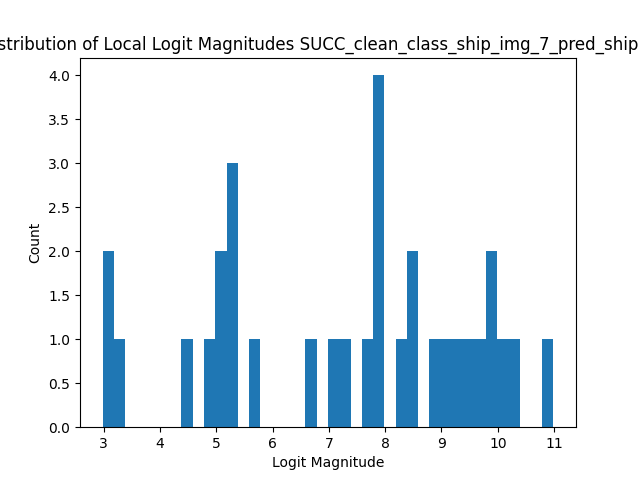 stribution of Local Logit Magnitudes SUCC_clean_class_ship_img_7_pred_ship
4.0
3.5
3.0
2.5
2.0
1.5
1.0
0.5
0.0
Count
3 4 5 6 7 8 9 10 11
Logit Magnitude